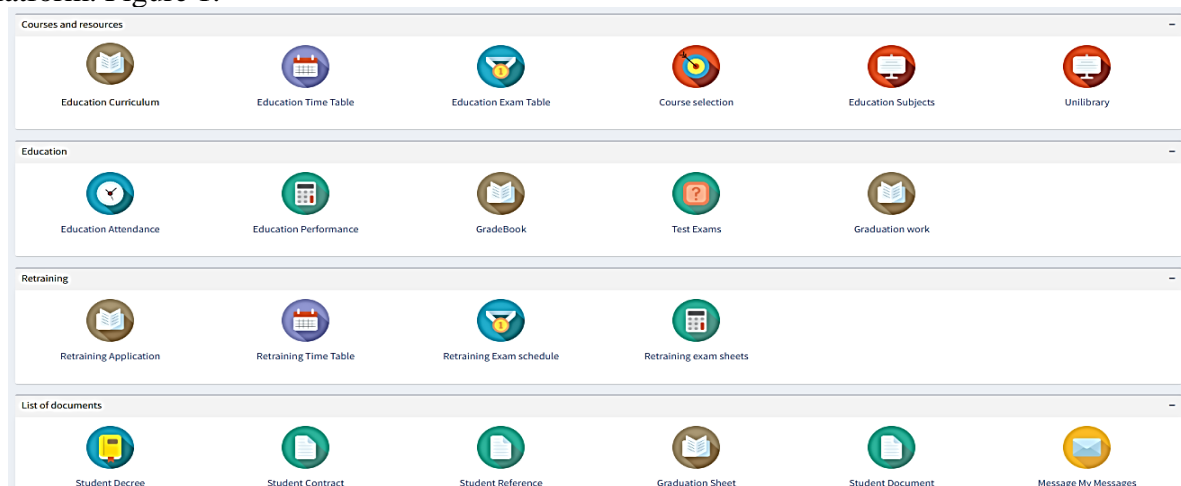 Figure 1.
Courses and resources
Education Curriculum Education Time Table Education Exam Table Course selection Education Subjects Unilibrary
Education
Education Attendance Education Performance GradeBook Test Exams Graduation work
Retraining
Retraining Application Retraining Time Table Retraining Exam schedule Retraining exam sheets
List of documents
Student Decree Student Contract Student Reference Graduation Sheet Student Document Message My Messages